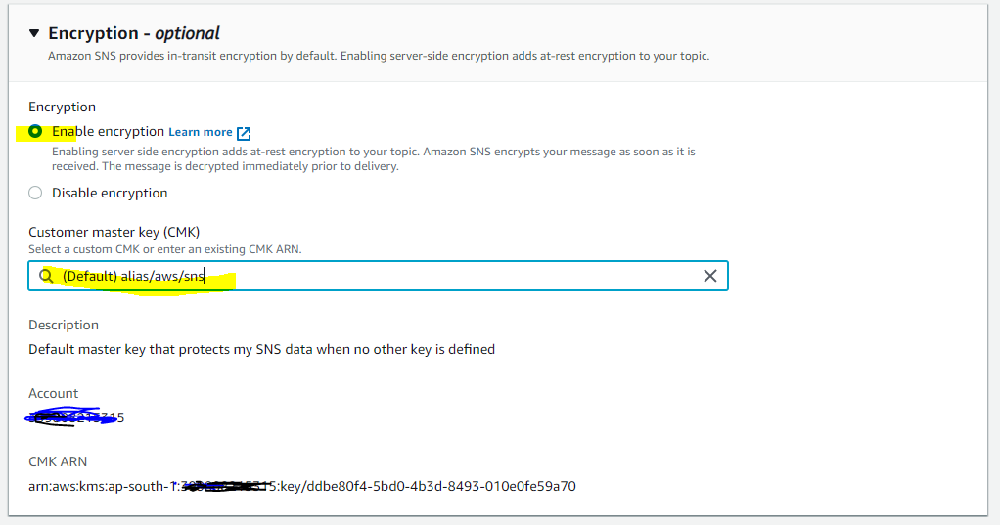 Encryption - optional
Amazon SNS provides in-transit encryption by default. Enabling server-side encryption adds at-rest encryption to your topic.
Encryption
Enable encryption Learn more
Enabling server side encryption adds at-rest encryption to your topic. Amazon SNS encrypts your message as soon as it is
received. The message is decrypted immediately prior to delivery.
Disable encryption
Customer master key (CMK)
Select a custom CMK or enter an existing CMK ARN.
(Default) alias/aws/sns
Description
Default master key that protects my SNS data when no other key is defined
Account
CMK ARN
arn:aws:kms:ap-south-1: :key/ddbe80f4-5bd0-4b3d-8493-010e0fe59a70